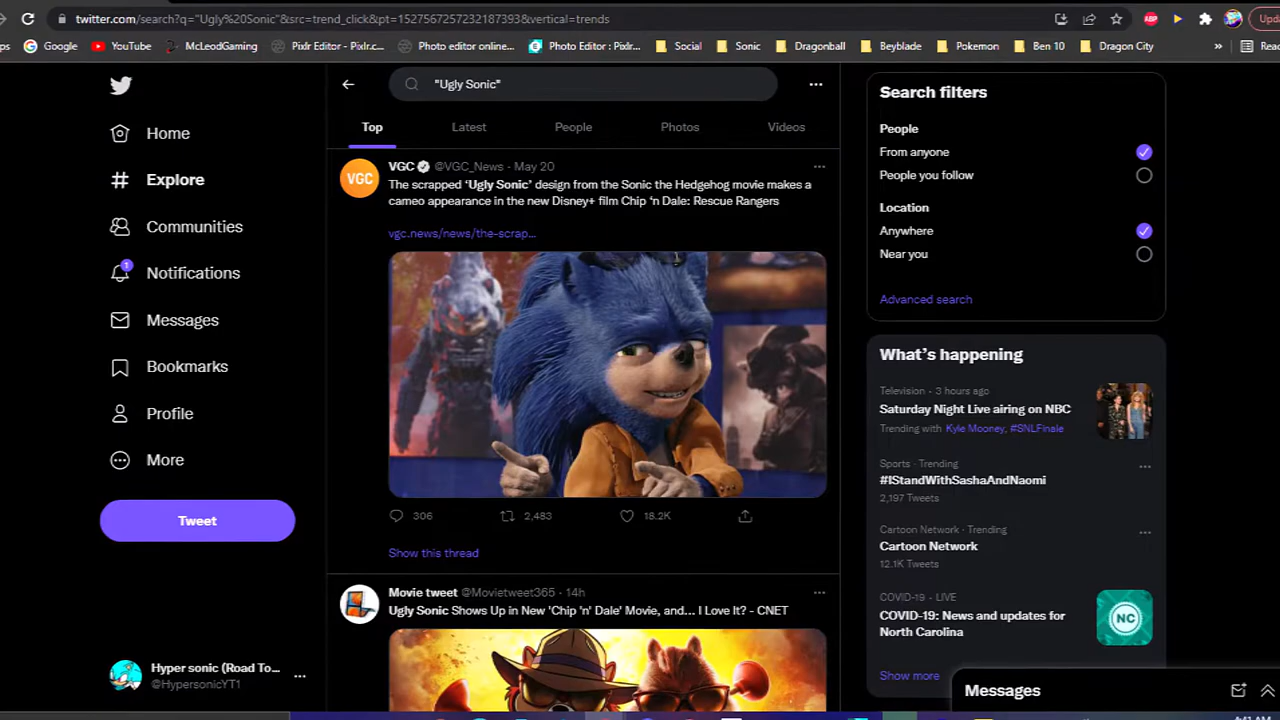 twitter.com/search?q="Ugly%20Sonic"&src=trend_click&pt=1527567257232187393&vertical=trends
Google YouTube McLeodGaming Pixlr Editor - Pixlr.c... Photo editor online... Photo Editor : Pixlr... Social Sonic Dragonball Beyblade Pokemon Ben 10 Dragon City »
ABP
"Ugly Sonic"
Top Latest People Photos Videos
Home
Explore
Communities
1
Notifications
Messages
Bookmarks
Profile
More
Tweet
Hyper sonic (Road To...
@HypersonicYT1
VGC
VGC @VGC_News · May 20
The scrapped ‘Ugly Sonic’ design from the Sonic the Hedgehog movie makes a
cameo appearance in the new Disney+ film Chip ‘n Dale: Rescue Rangers
vgc.news/news/the-scrap...
306 2,483 18.2K
Show this thread
Movie tweet @Movietweet365 · 14h
Ugly Sonic Shows Up in New 'Chip 'n' Dale' Movie, and... I Love It? - CNET
Search filters
People
From anyone
People you follow
Location
Anywhere
Near you
Advanced search
What’s happening
Television · 3 hours ago
Saturday Night Live airing on NBC
Trending with Kyle Mooney, #SNLFinale
Sports · Trending
#IStandWithSashaAndNaomi
2,197 Tweets
Cartoon Network · Trending
Cartoon Network
12.1K Tweets
COVID-19 · LIVE
COVID-19: News and updates for
North Carolina
NC
Show more
Messages